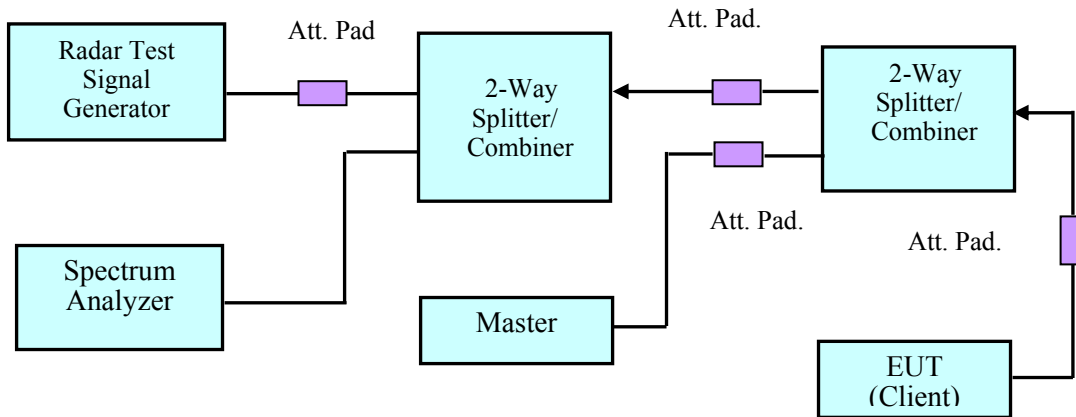 Radar Test
Signal
Generator
Att. Pad
2-Way
Splitter/
Combiner
Att. Pad.
2-Way
Splitter/
Combiner
Att. Pad.
Att. Pad.
Spectrum
Analyzer
Master
EUT
(Client)